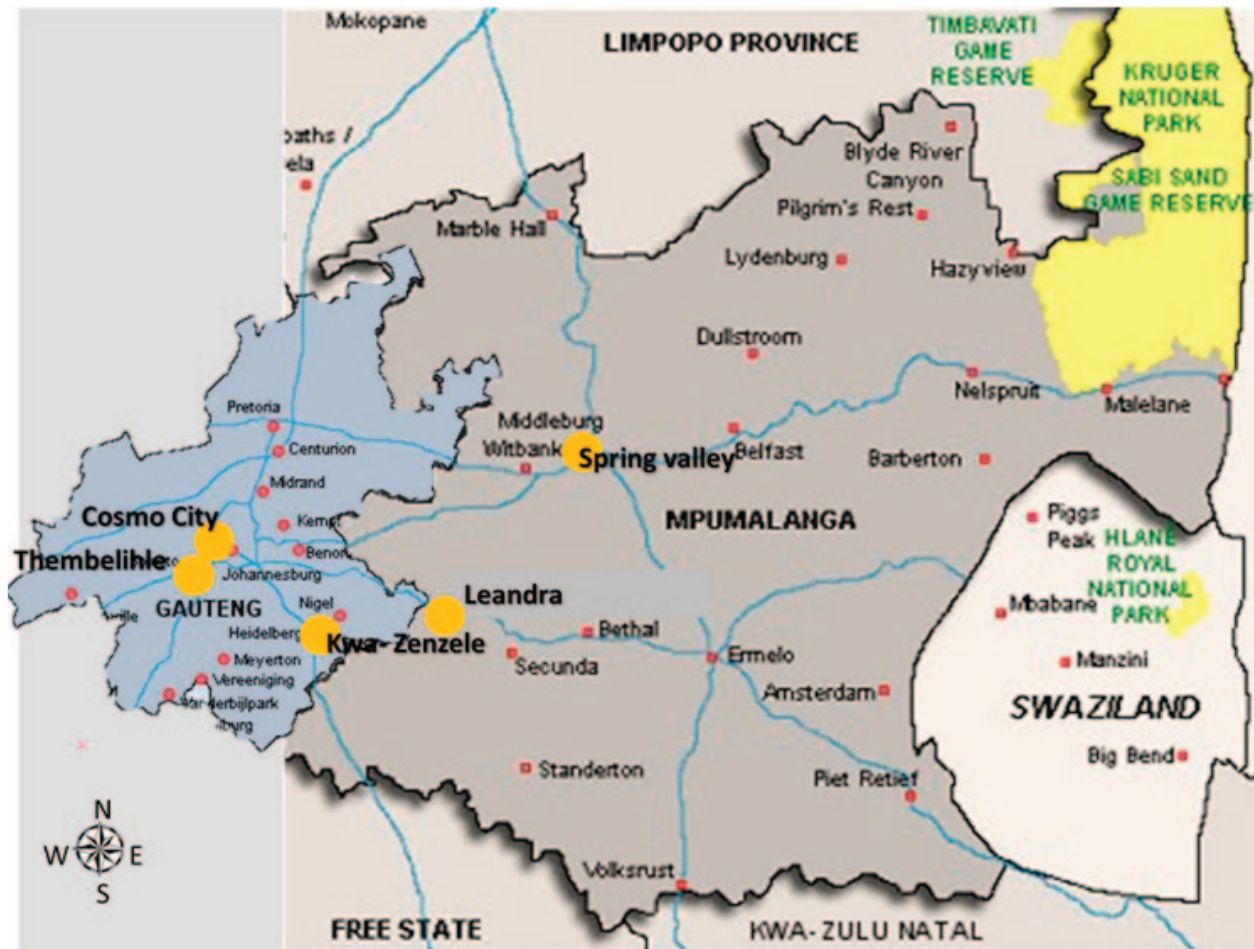 Mokopane
LIMPOPO PROVINCE
TIMBAVATI
GAME
RESERVE
KRUGER
NATIONAL
PARK
SABI SAND
GAME RESERVE
Blyde River
Canyon
Pilgrim's Rest
Marble Hall
Lydenburg
Hazyview
Dullstroom
Nelspruit
Malelane
Pretoria
Middleburg
Witbank
Spring valley
Belfast
Barberton
Centurion
Midrand
Cosmo City
Kempt
MPUMALANGA
Piggs
Peak
HLANE
ROYAL
NATIONAL
PARK
Thembelihle
Benon
Johannesburg
GAUTENG
Nigel
Leandra
Mbabane
Heidelberg
Kwa-Zenzele
Bethal
Secunda
Ermelo
Manzini
Meyerton
Vereeniging
Amsterdam
SWAZILAND
Big Bend
Standerton
Piet Retief
N
W E
S
Volksrust
FREE STATE
KWA- ZULU NATAL